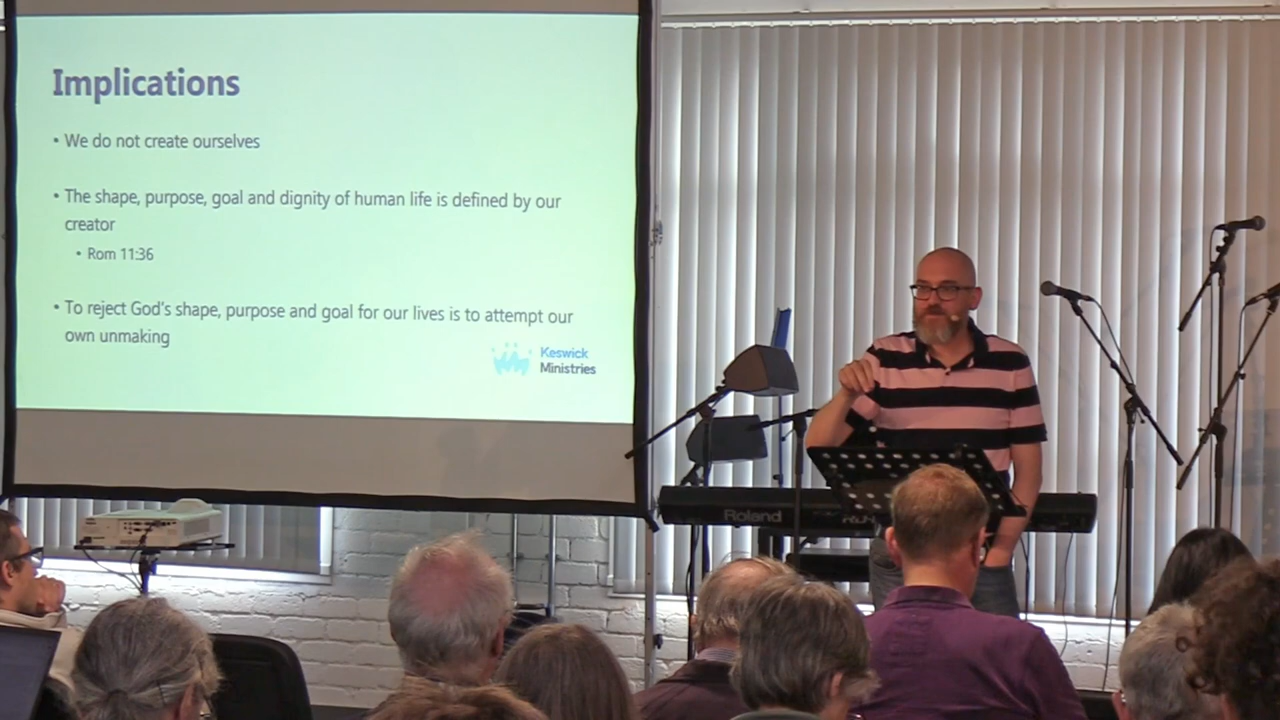 Implications
• We do not create ourselves
• The shape, purpose, goal and dignity of human life is defined by our
creator
• Rom 11:36
• To reject God's shape, purpose and goal for our lives is to attempt our
own unmaking
Keswick
Ministries
Roland